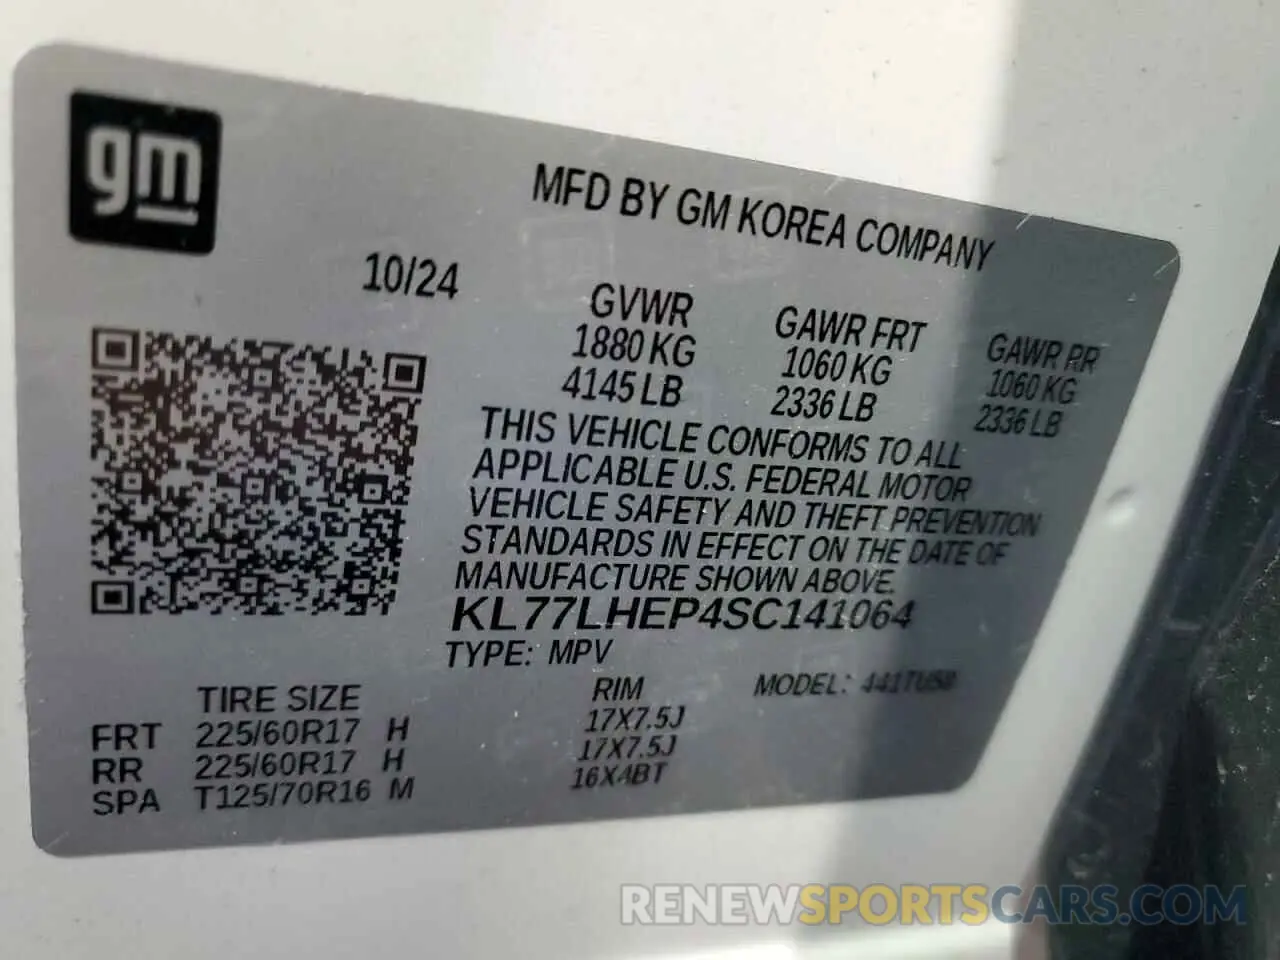 gm
MFD BY GM KOREA COMPANY
10/24
GVWR GAWR FRT GAWR RR
1880 KG 1060 KG 1060 KG
4145 LB 2336 LB 2336 LB
THIS VEHICLE CONFORMS TO ALL
APPLICABLE U.S. FEDERAL MOTOR
VEHICLE SAFETY AND THEFT PREVENTION
STANDARDS IN EFFECT ON THE DATE OF
MANUFACTURE SHOWN ABOVE.
KL77LHEP4SC141064
TYPE: MPV
MODEL:
TIRE SIZE RIM
FRT 225/60R17 H 17X7.5J
RR 225/60R17 H 17X7.5J
SPA T125/70R16 M 16X4BT
RENEWSPORTSCARS.COM